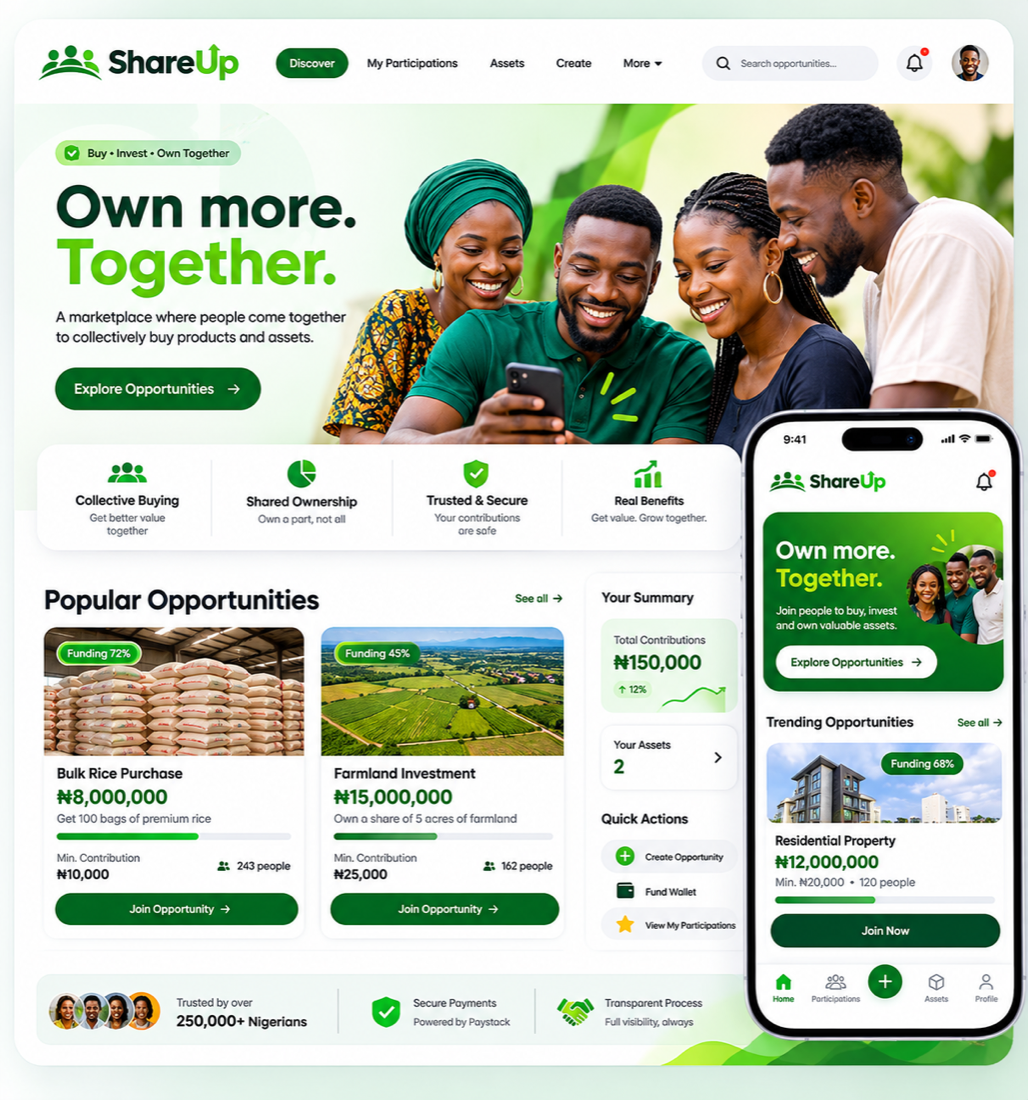 ShareUp
Discover
My Participations
Assets
Create
More
Search opportunities...
Buy • Invest • Own Together
Own more.
Together.
A marketplace where people come together
to collectively buy products and assets.
Explore Opportunities →
Collective Buying
Get better value
together
Shared Ownership
Own a part, not all
Trusted & Secure
Your contributions
are safe
Real Benefits
Get value. Grow together.
Popular Opportunities
See all →
Funding 72%
Bulk Rice Purchase
₦8,000,000
Get 100 bags of premium rice
Min. Contribution
₦10,000
243 people
Join Opportunity →
Funding 45%
Farmland Investment
₦15,000,000
Own a share of 5 acres of farmland
Min. Contribution
₦25,000
162 people
Join Opportunity →
Your Summary
Total Contributions
₦150,000
↑ 12%
Your Assets
2
Quick Actions
Create Opportunity
Fund Wallet
View My Participations
Trusted by over
250,000+ Nigerians
Secure Payments
Powered by Paystack
Transparent Process
Full visibility, always
9:41
ShareUp
Own more.
Together.
Join people to buy, invest
and own valuable assets.
Explore Opportunities →
Trending Opportunities
See all →
Funding 68%
Residential Property
₦12,000,000
Min. ₦20,000 • 120 people
Join Now
Home
Participations
Assets
Profile